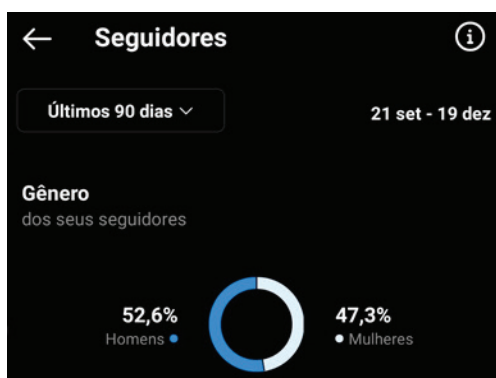 Seguidores
Últimos 90 dias
21 set - 19 dez
Gênero
dos seus seguidores
52,6%
Homens
47,3%
Mulheres